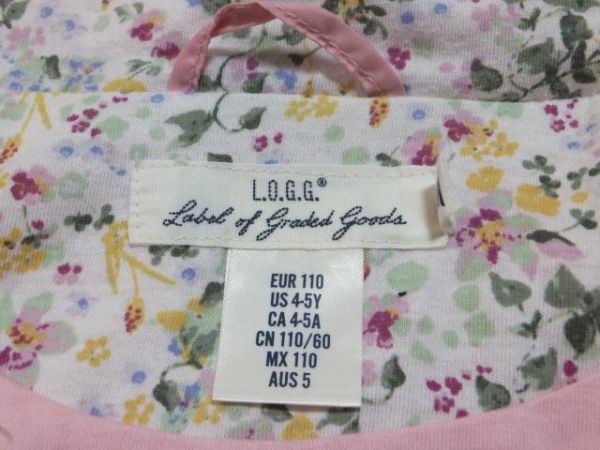 L.O.G.G.®
Label of Graded Goods
EUR 110
US 4-5Y
CA 4-5A
CN 110/60
MX 110
AUS 5